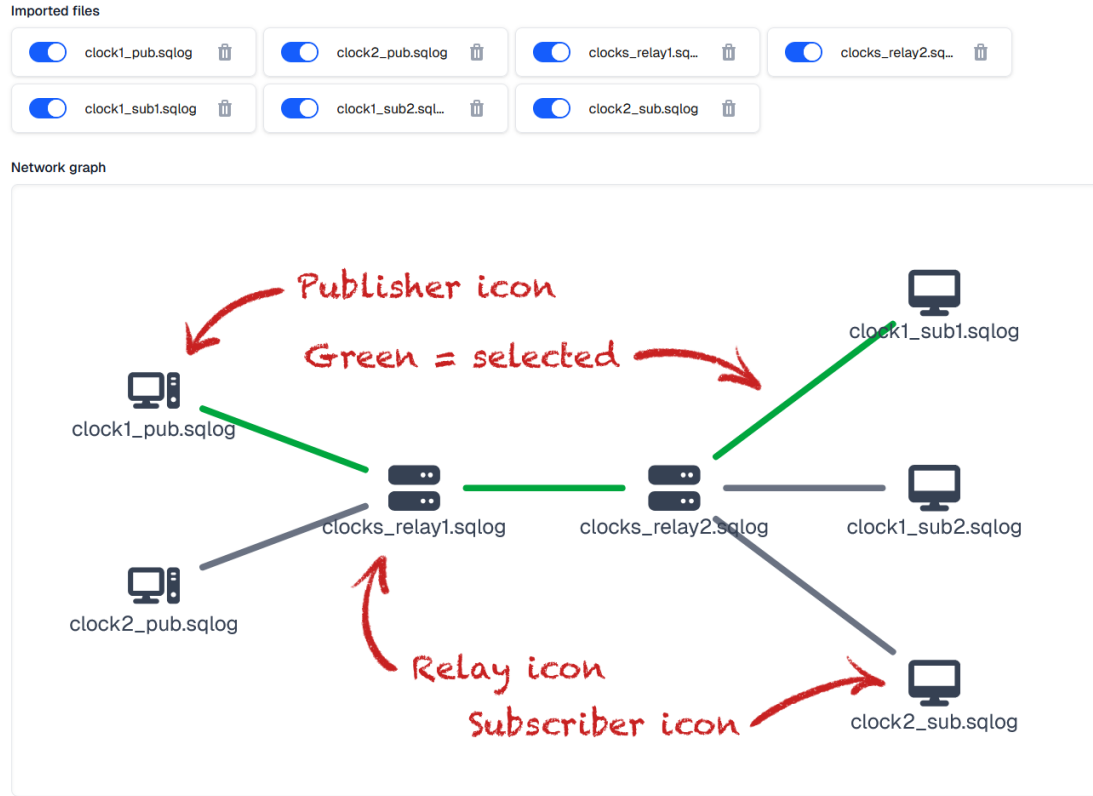 Imported files
clock1_pub.sqlog
clock2_pub.sqlog
clocks_relay1.sq...
clocks_relay2.sq...
clock1_sub1.sqlog
clock1_sub2.sql...
clock2_sub.sqlog
Network graph
Publisher icon
clock1_sub1.sqlog
Green = selected
clock1_pub.sqlog
clocks_relay1.sqlog
clocks_relay2.sqlog
clock1_sub2.sqlog
clock2_pub.sqlog
Relay icon
Subscriber icon
clock2_sub.sqlog